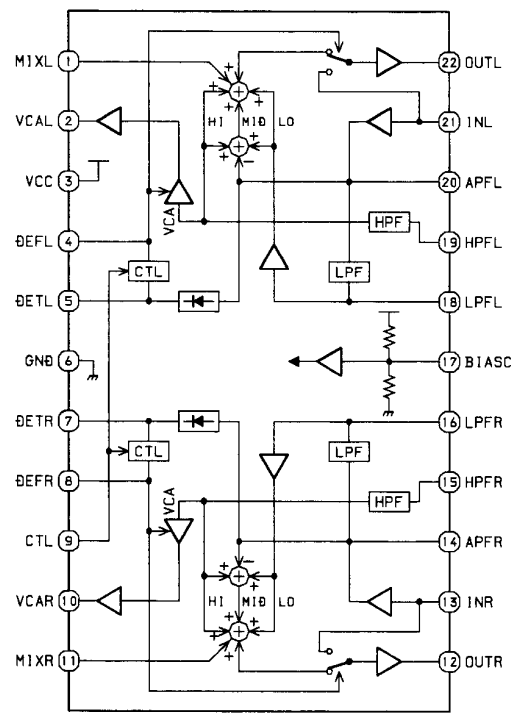 MIXL 1
22 OUTL
VCAL 2
HI MID LO
21 INL
VCC 3
20 APFL
VCA
HPF
DEFL 4
19 HPFL
CTL
LPF
DETL 5
18 LPFL
GND 6
17 BIASC
DETR 7
16 LPFR
CTL
LPF
DEFR 8
VCA
HPF
15 HPFR
CTL 9
14 APFR
VCAR 10
HI MID LO
13 INR
MIXR 11
12 OUTR